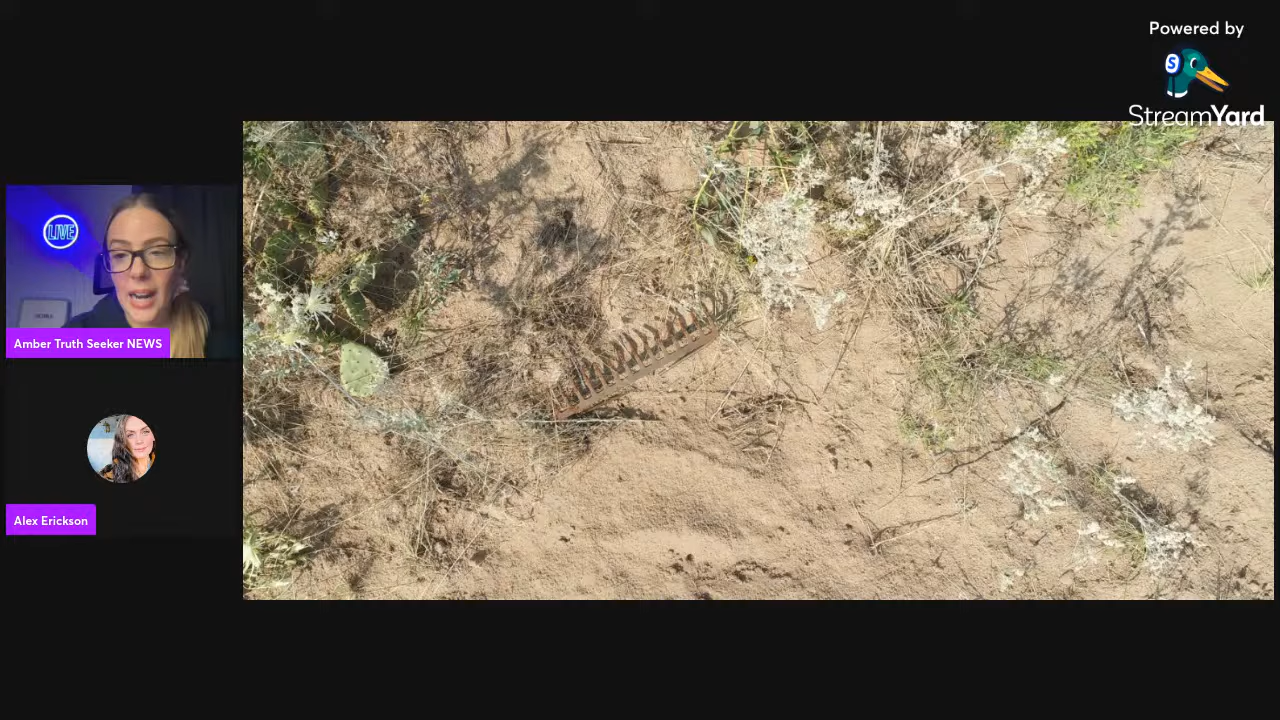 Powered by
StreamYard
LIVE
Amber Truth Seeker NEWS
Alex Erickson